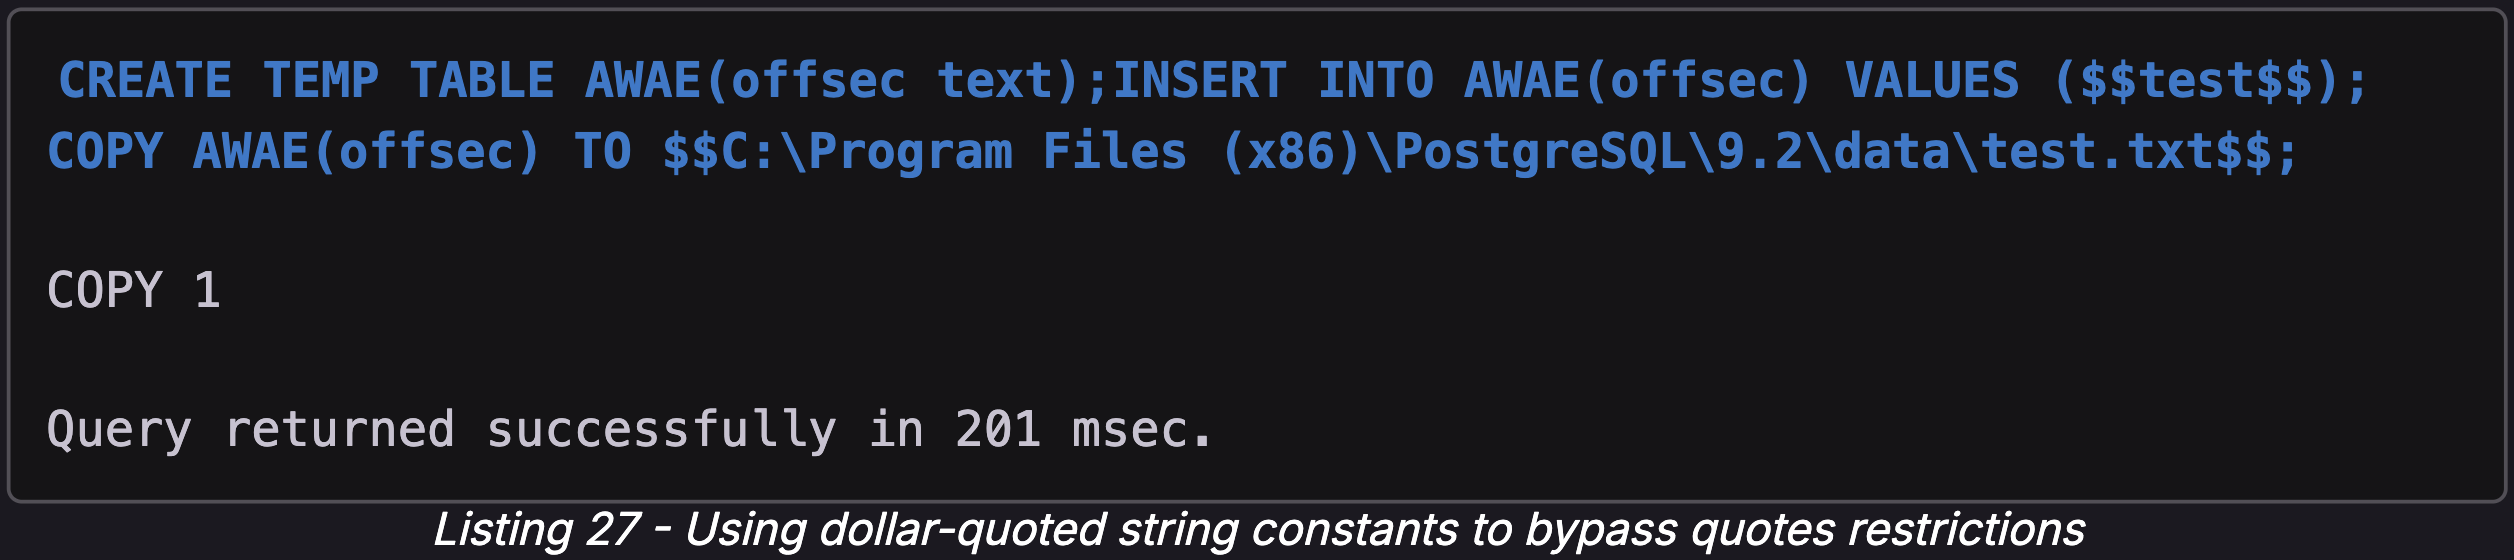 CREATE TEMP TABLE AWAE(offsec text);INSERT INTO AWAE(offsec) VALUES ($$test$$);
COPY AWAE(offsec) TO $$C:\Program Files (x86)\PostgreSQL\9.2\data\test.txt$$;
COPY 1
Query returned successfully in 201 msec.
Listing 27 - Using dollar-quoted string constants to bypass quotes restrictions